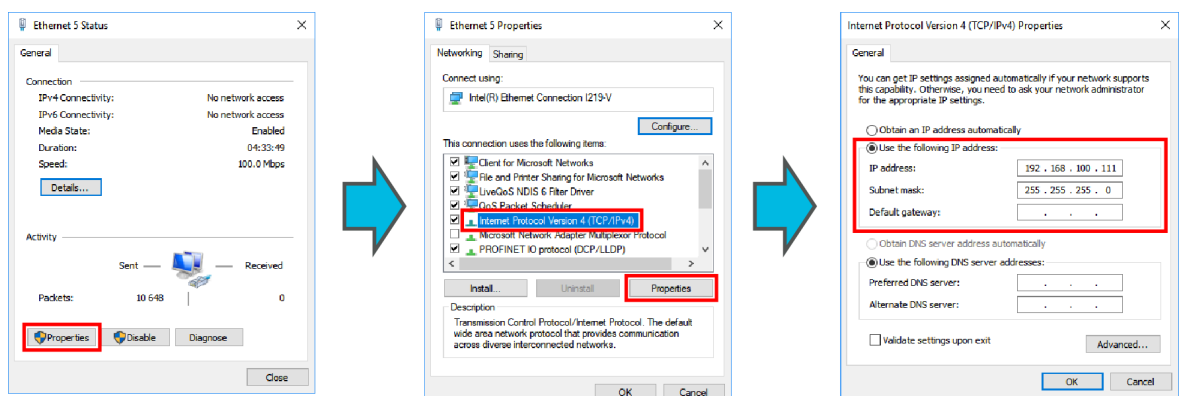 Ethernet 5 Status
General
Connection
IPv4 Connectivity: No network access
IPv6 Connectivity: No network access
Media State: Enabled
Duration: 04:33:49
Speed: 100.0 Mbps
Details...
Activity
Sent — Received
Packets: 10 648 0
Properties Disable Diagnose
Close
Ethernet 5 Properties
Networking Sharing
Connect using:
Intel(R) Ethernet Connection I219-V
Configure...
This connection uses the following items:
Client for Microsoft Networks
File and Printer Sharing for Microsoft Networks
LiveQoS NDIS 6 Filter Driver
QoS Packet Scheduler
Internet Protocol Version 4 (TCP/IPv4)
Microsoft Network Adapter Multiplexor Protocol
PROFINET IO protocol (DCP/LLDP)
Install... Uninstall Properties
Description
Transmission Control Protocol/Internet Protocol. The default
wide area network protocol that provides communication
across diverse interconnected networks.
OK Cancel
Internet Protocol Version 4 (TCP/IPv4) Properties
General
You can get IP settings assigned automatically if your network supports
this capability. Otherwise, you need to ask your network administrator
for the appropriate IP settings.
Obtain an IP address automatically
Use the following IP address:
IP address: 192 . 168 . 100 . 111
Subnet mask: 255 . 255 . 255 . 0
Default gateway: . . .
Obtain DNS server address automatically
Use the following DNS server addresses:
Preferred DNS server: . . .
Alternate DNS server: . . .
Validate settings upon exit
Advanced...
OK Cancel